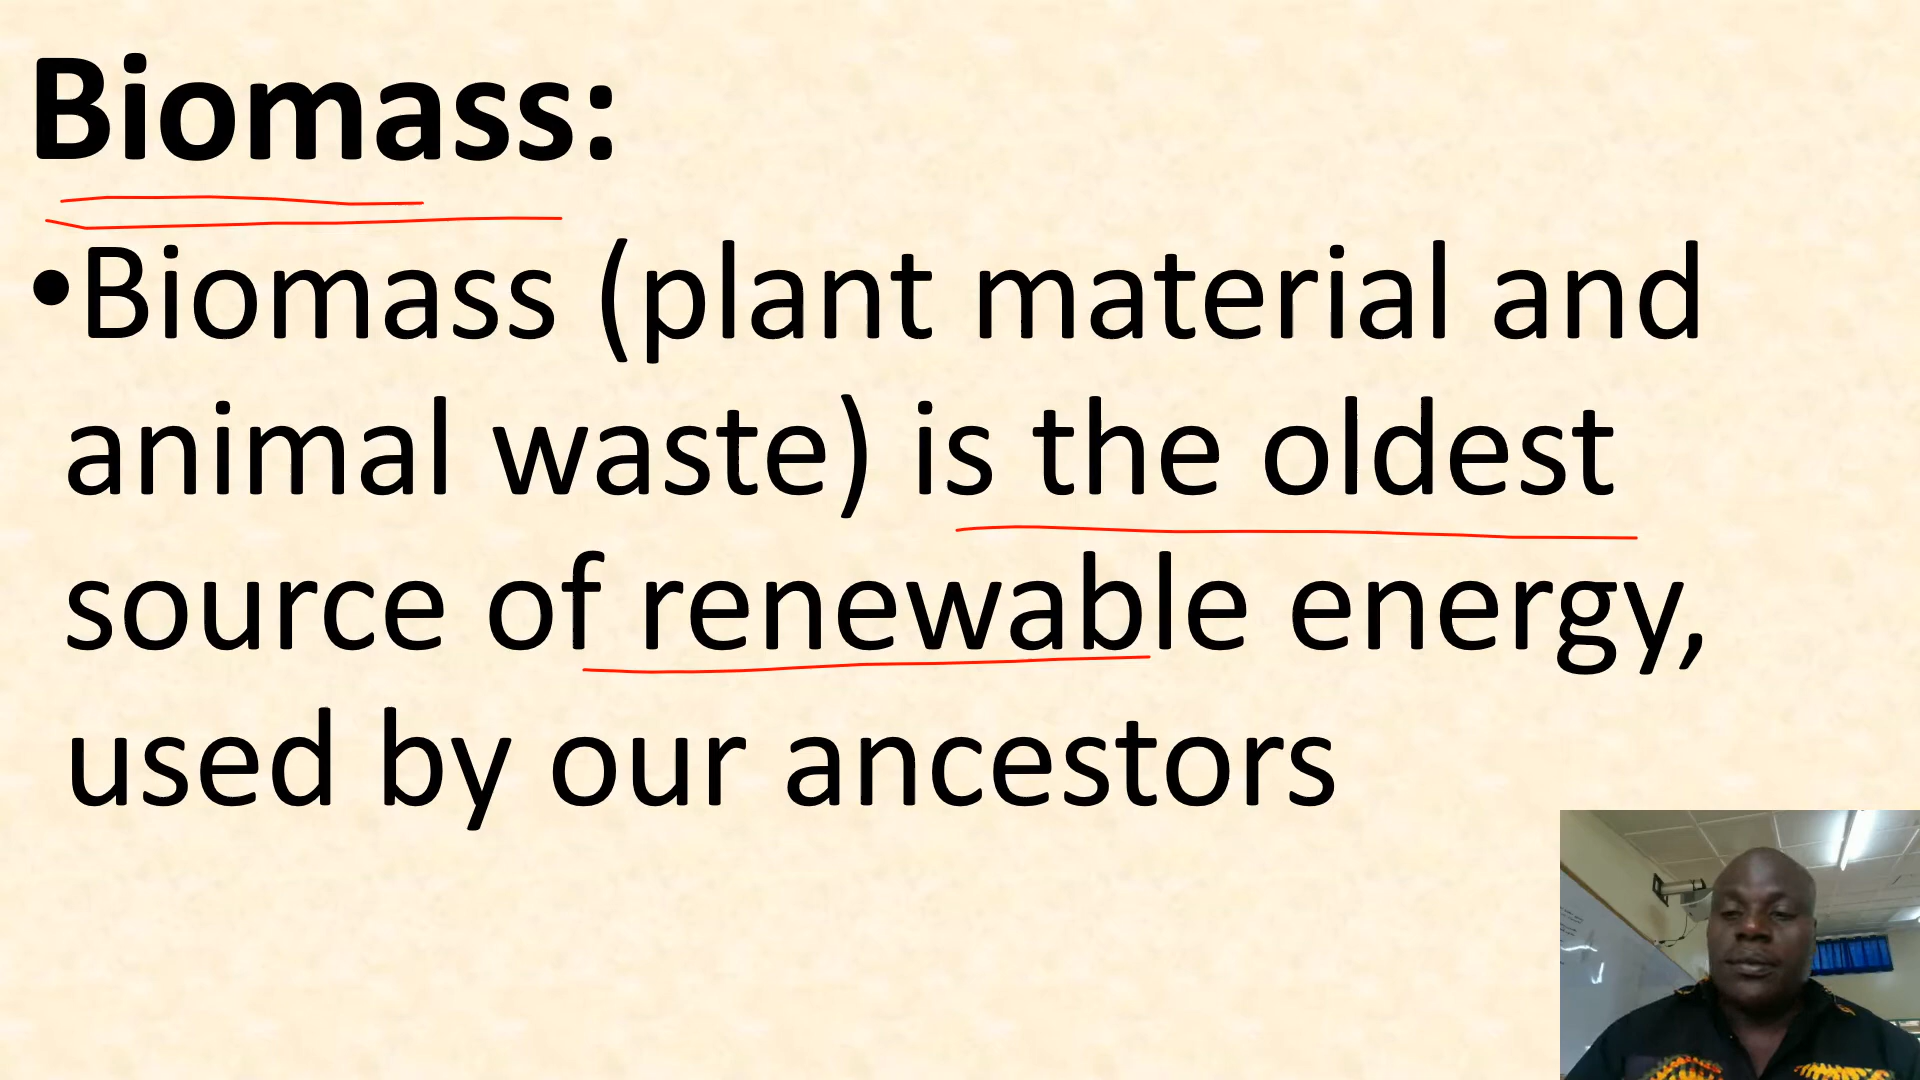 Biomass:
•Biomass (plant material and
animal waste) is the oldest
source of renewable energy,
used by our ancestors